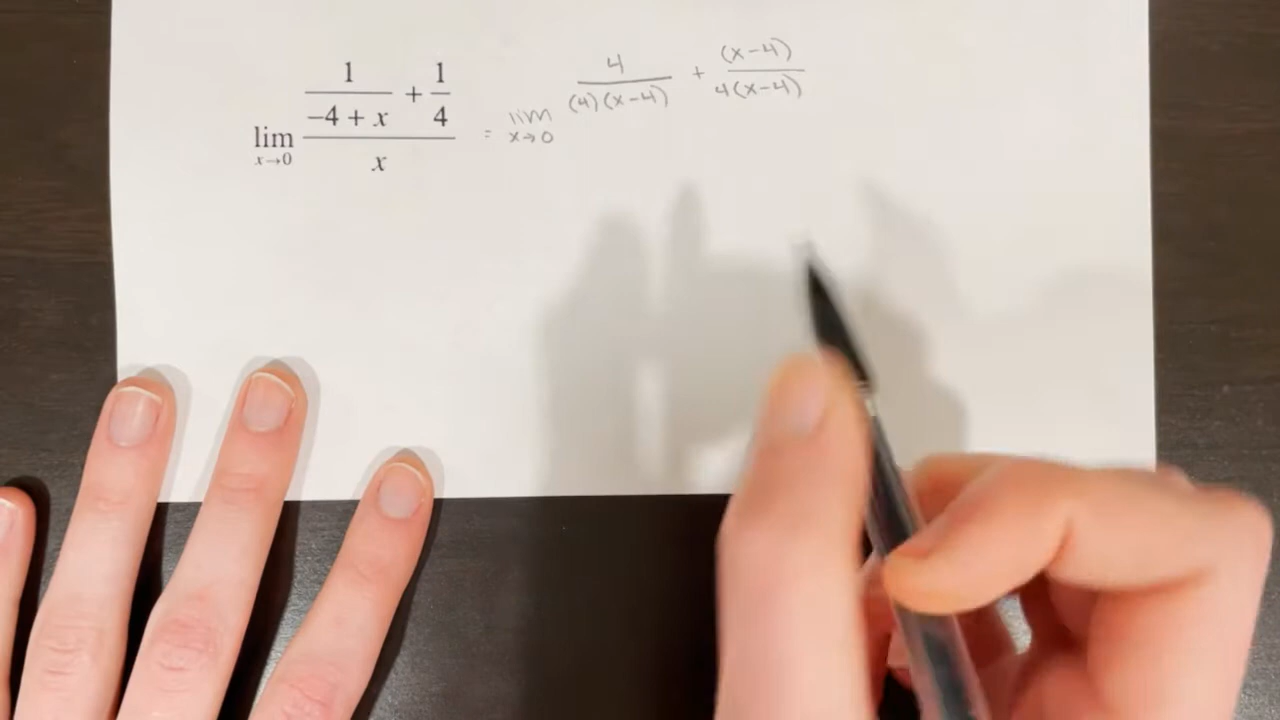 lim x→0 (1/(-4 + x) + 1/4)/x = lim x→0 4/((4)(x-4)) + (x-4)/(4(x-4))